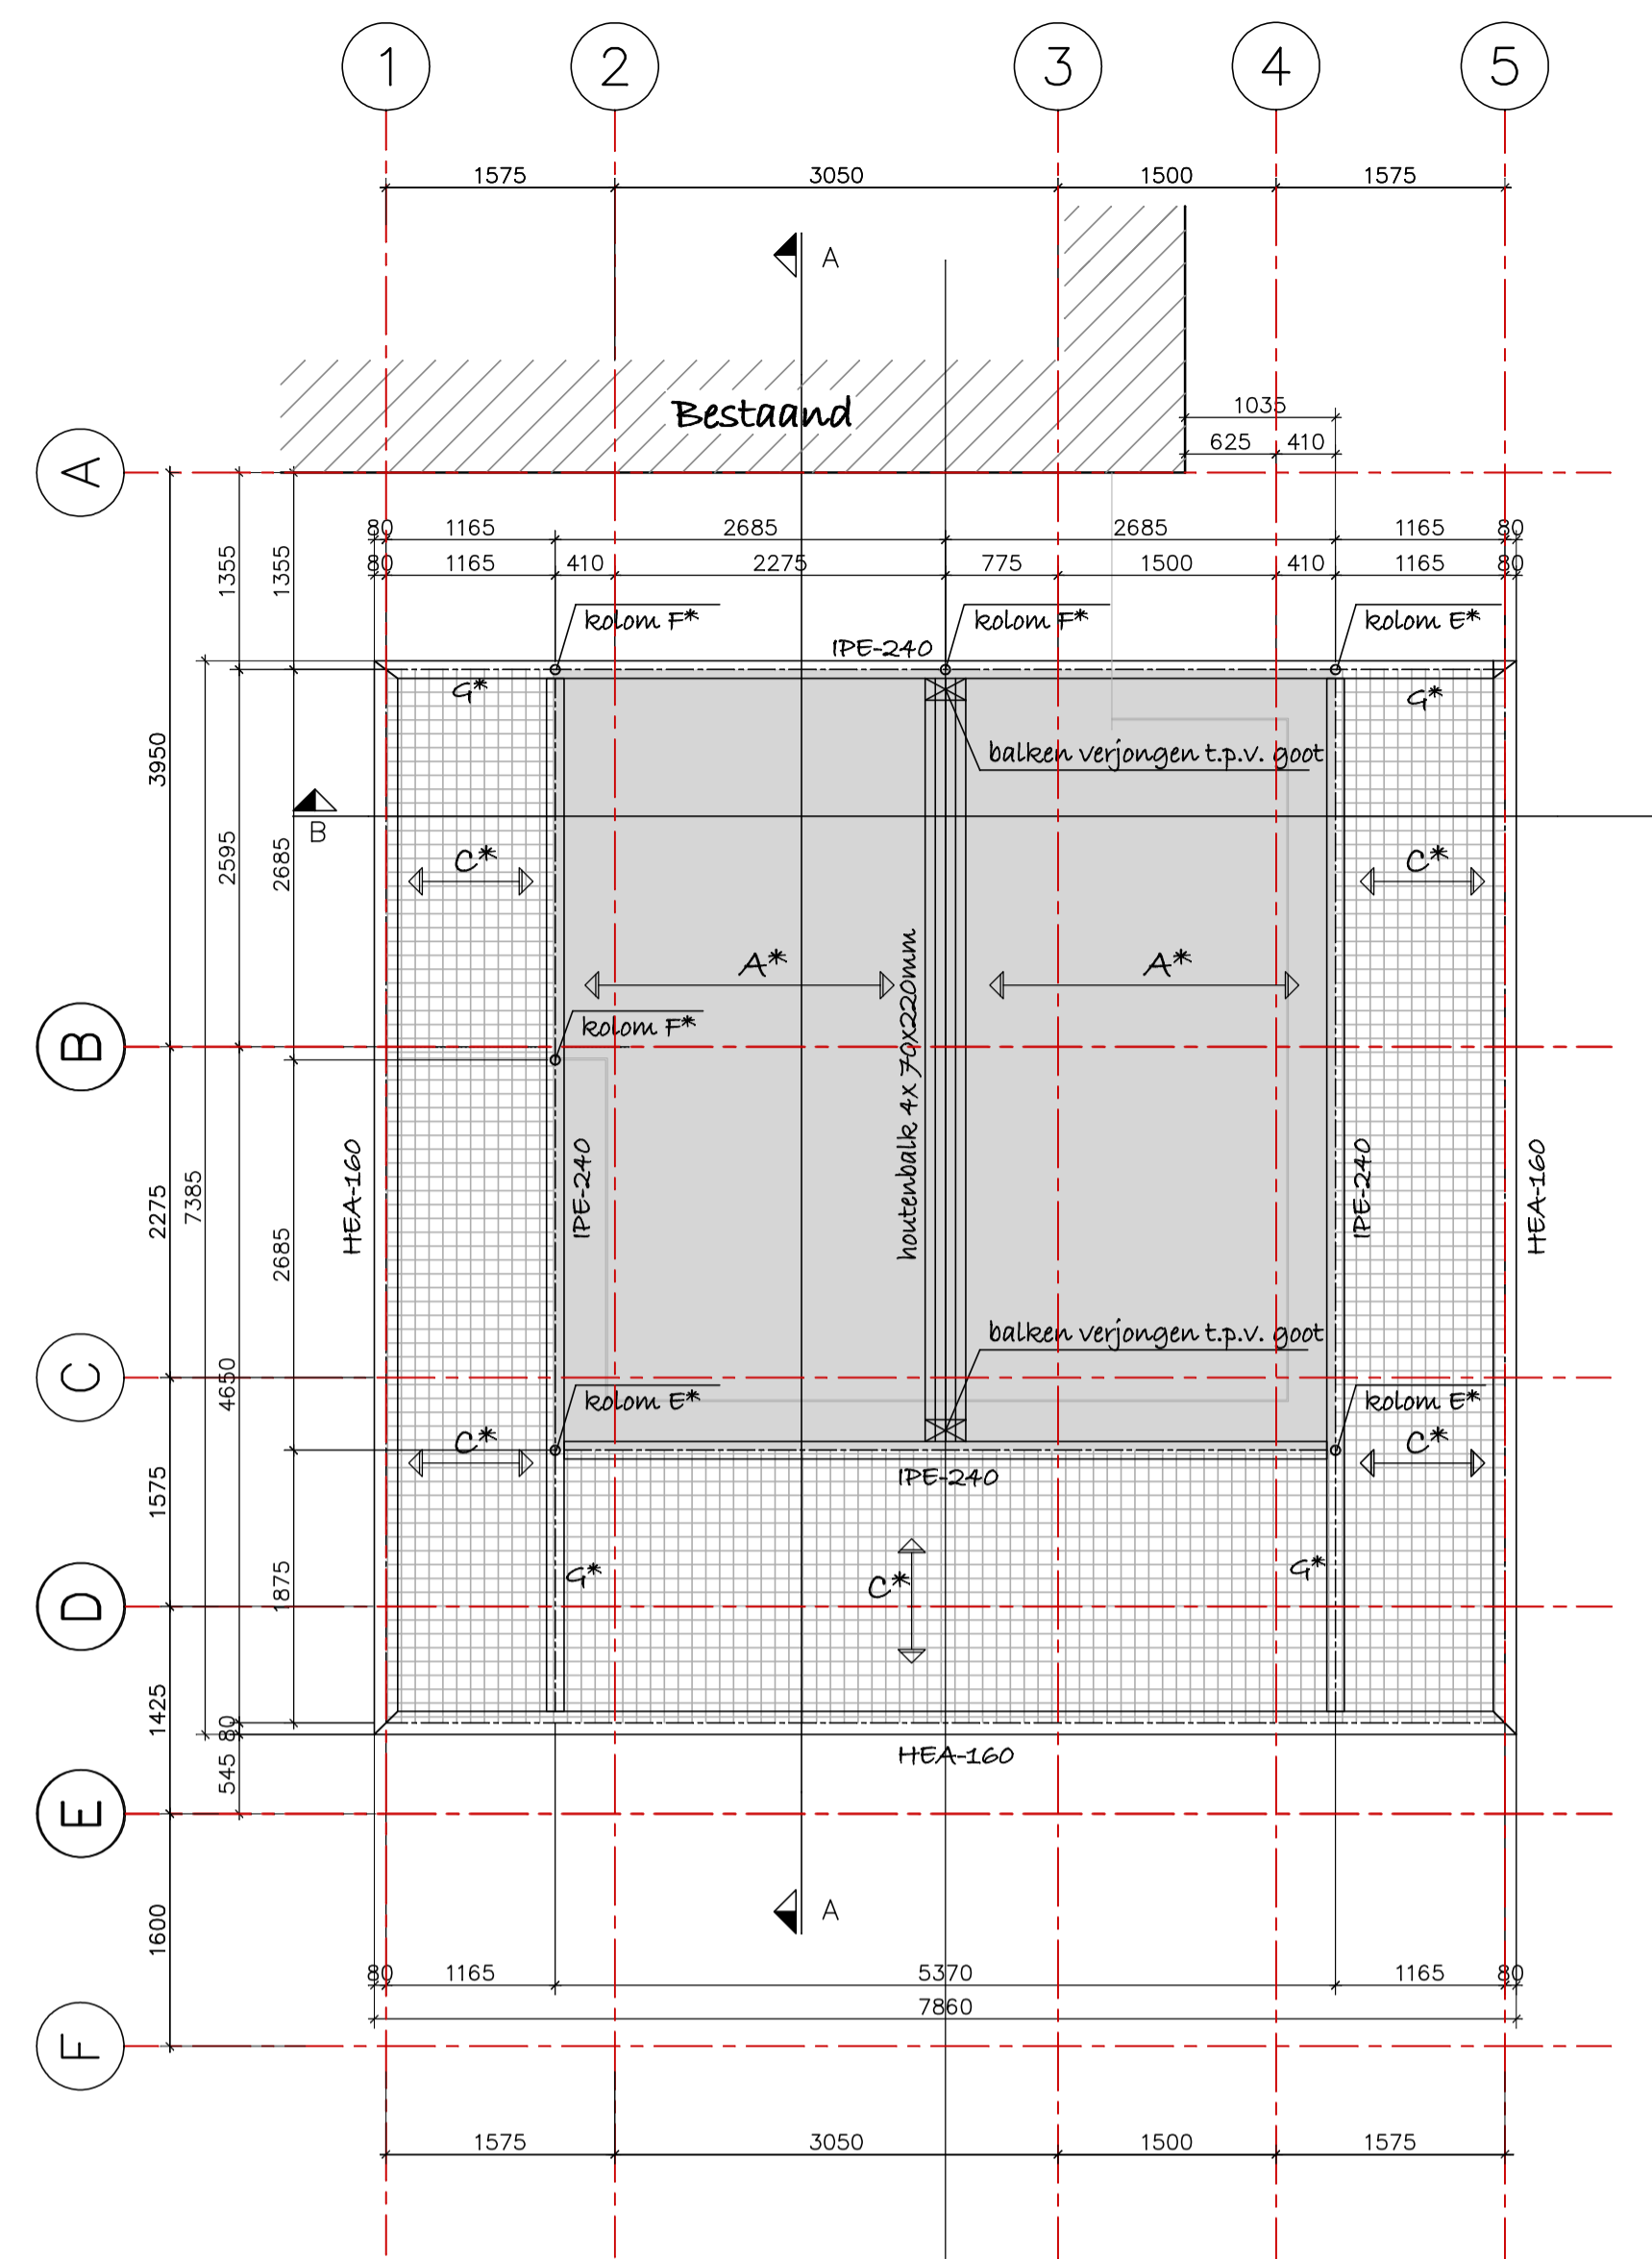 1 2 3 4 5
1575 3050 1500 1575
A
Bestaand
1035
625 410
A
80 1165 2685 2685 1165 80
80 1165 410 2275 775 1500 410 1165 80
1355 1355
kolom F* kolom F* kolom E*
IPE-240
G* G*
3950
balken verjongen t.p.v. goot
B
2595 2685
C* C*
A* A*
houtenbalk 4x 70x220mm
kolom F*
B
HEA-160 IPE-240 IPE-240 HEA-160
2275 7385 2685
balken verjongen t.p.v. goot
C
4650
kolom E* kolom E*
C* C*
IPE-240
1575 1875
G* C* G*
D
1425 80
545
HEA-160
E
A
1600
80 1165 5370 1165 80
7860
F
1575 3050 1500 1575